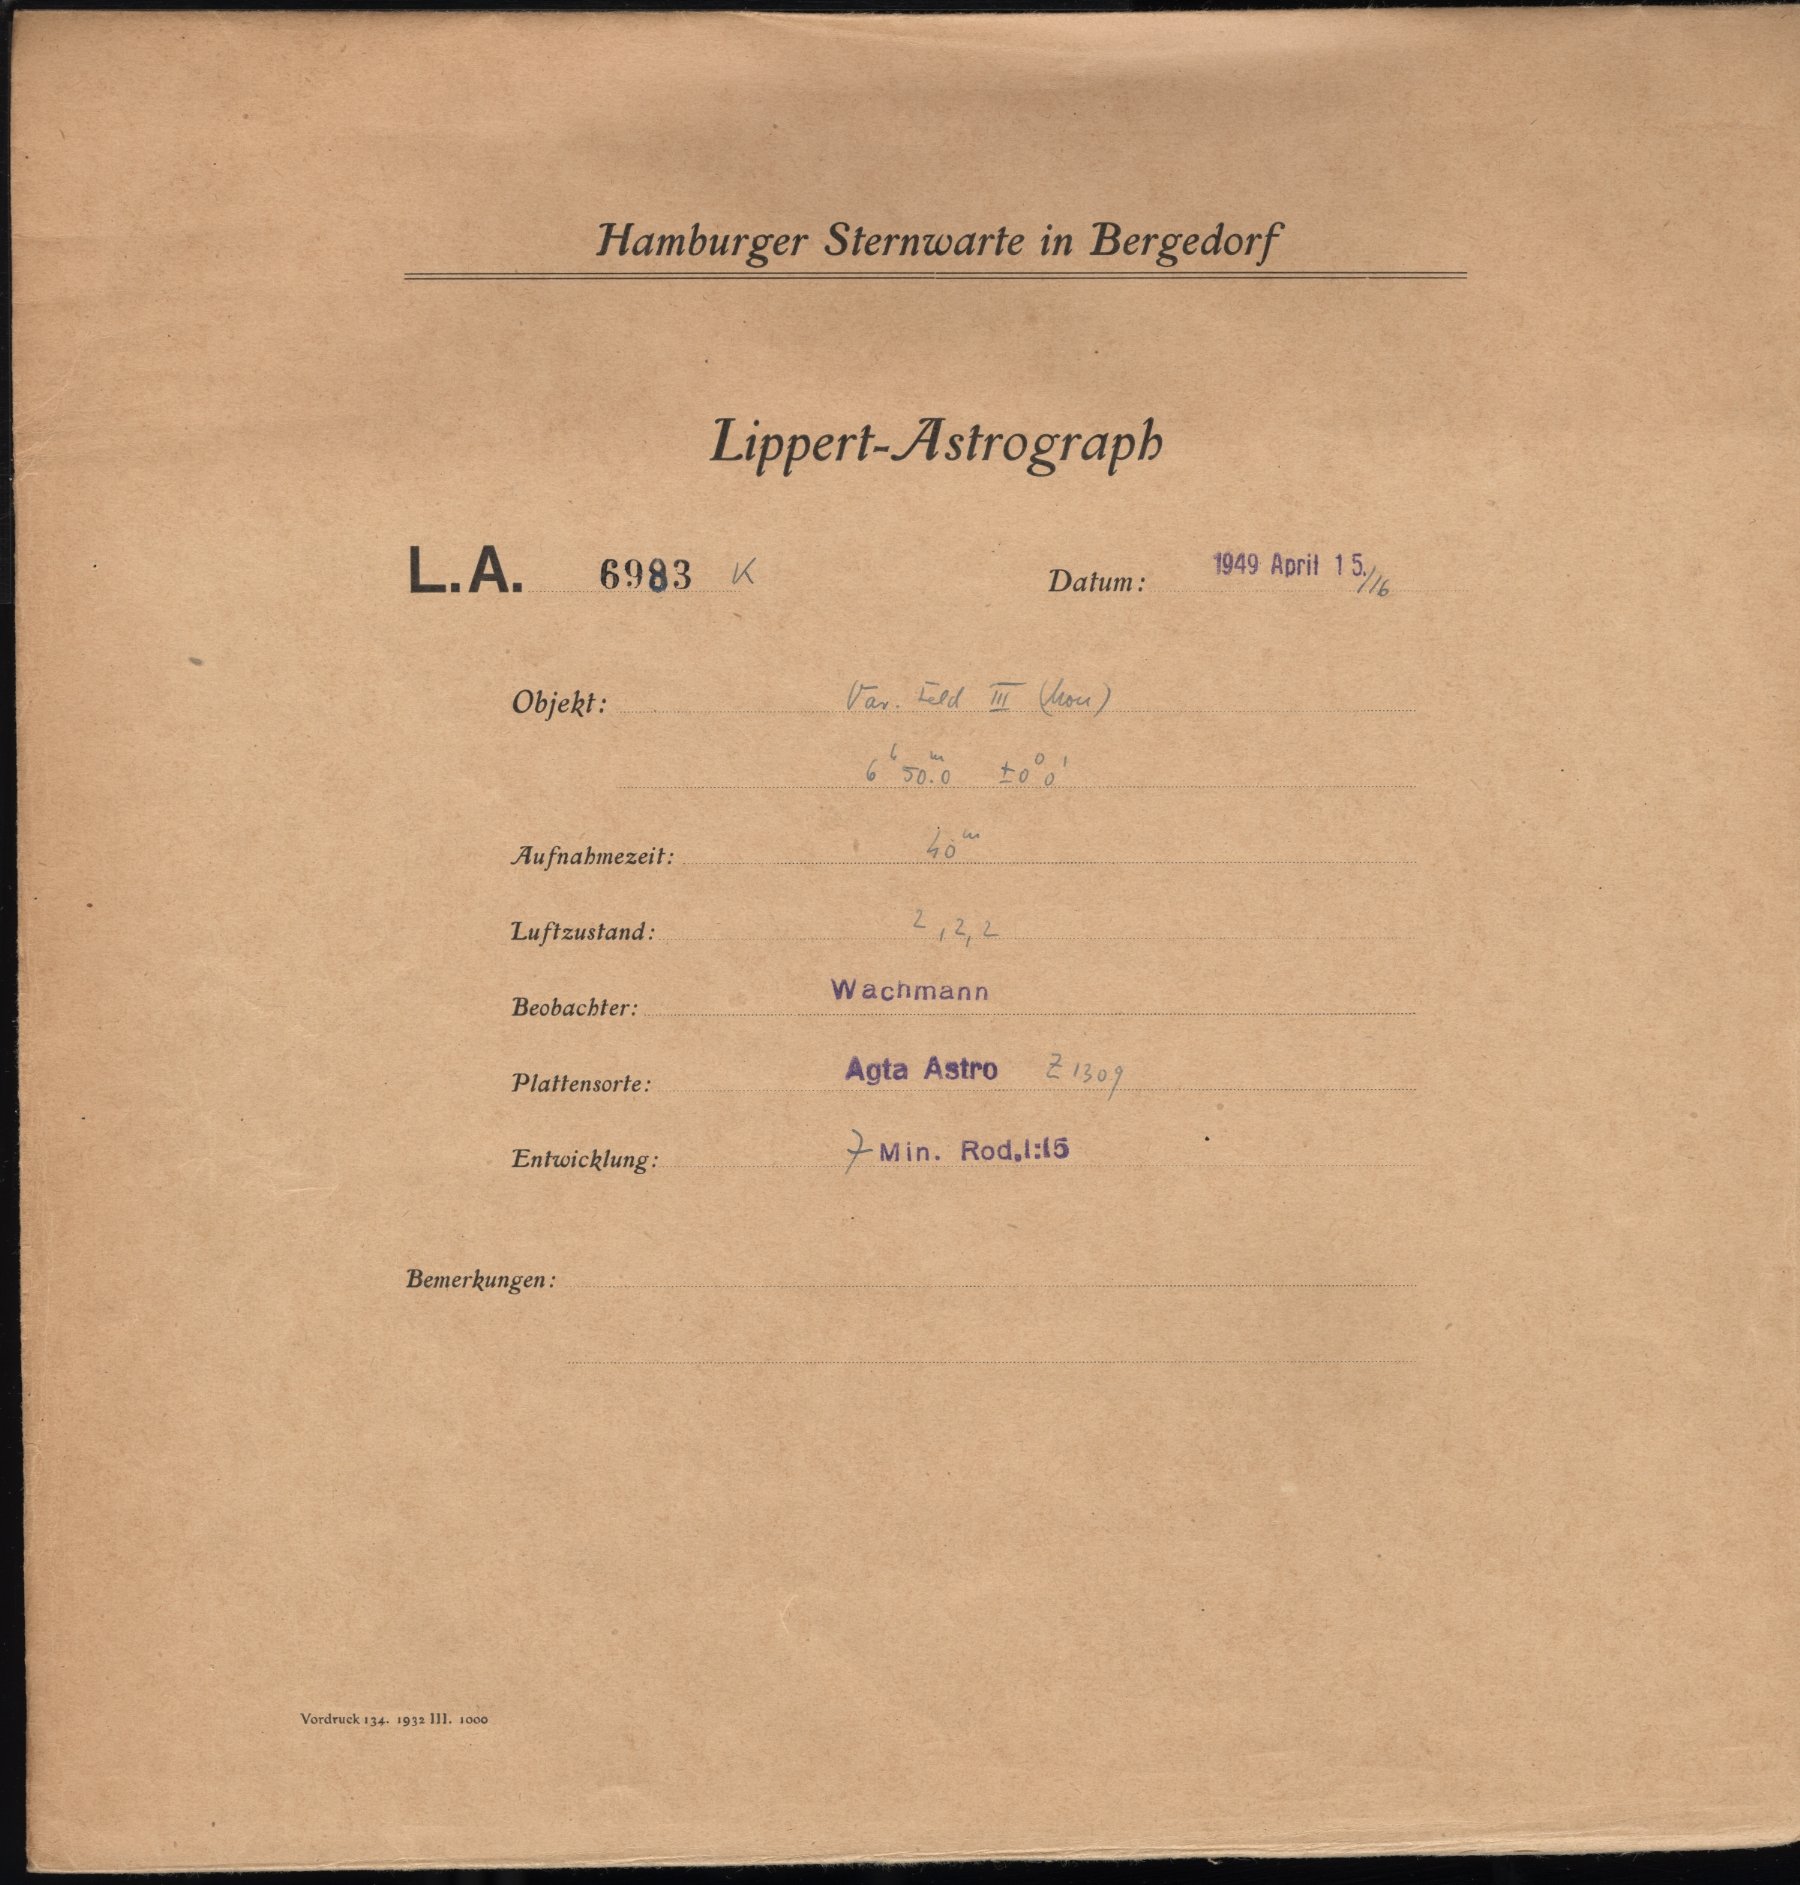 Hamburger Sternwarte in Bergedorf
Lippert-Astrograph
L.A. 6983 K Datum: 1949 April 15./16
Objekt: Var. Feld III (Mon)
6h 50m.0 ±0° 0'
Aufnahmezeit: 40m
Luftzustand: 2, 2, 2
Beobachter: Wachmann
Plattensorte: Agfa Astro Z 1309
Entwicklung: 7 Min. Rod. 1:15
Bemerkungen:
Vordruck 134. 1932 III. 1000